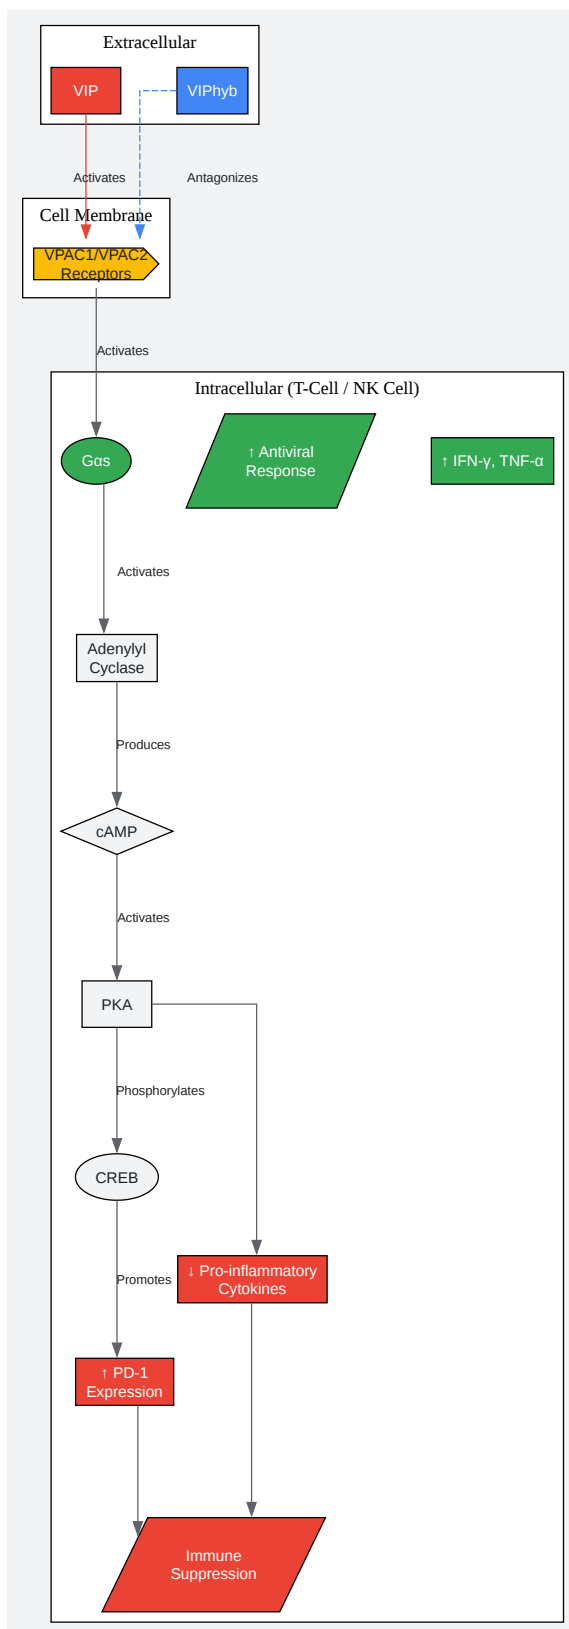 Extracellular
VIP
VIPhyb
Activates
Antagonizes
Cell Membrane
VPAC1/VPAC2
Receptors
Activates
Intracellular (T-Cell / NK Cell)
Gαs
↑ Antiviral
Response
↑ IFN-γ, TNF-α
Activates
Adenylyl
Cyclase
Produces
cAMP
Activates
PKA
Phosphorylates
CREB
↓ Pro-inflammatory
Cytokines
Promotes
↑ PD-1
Expression
Immune
Suppression